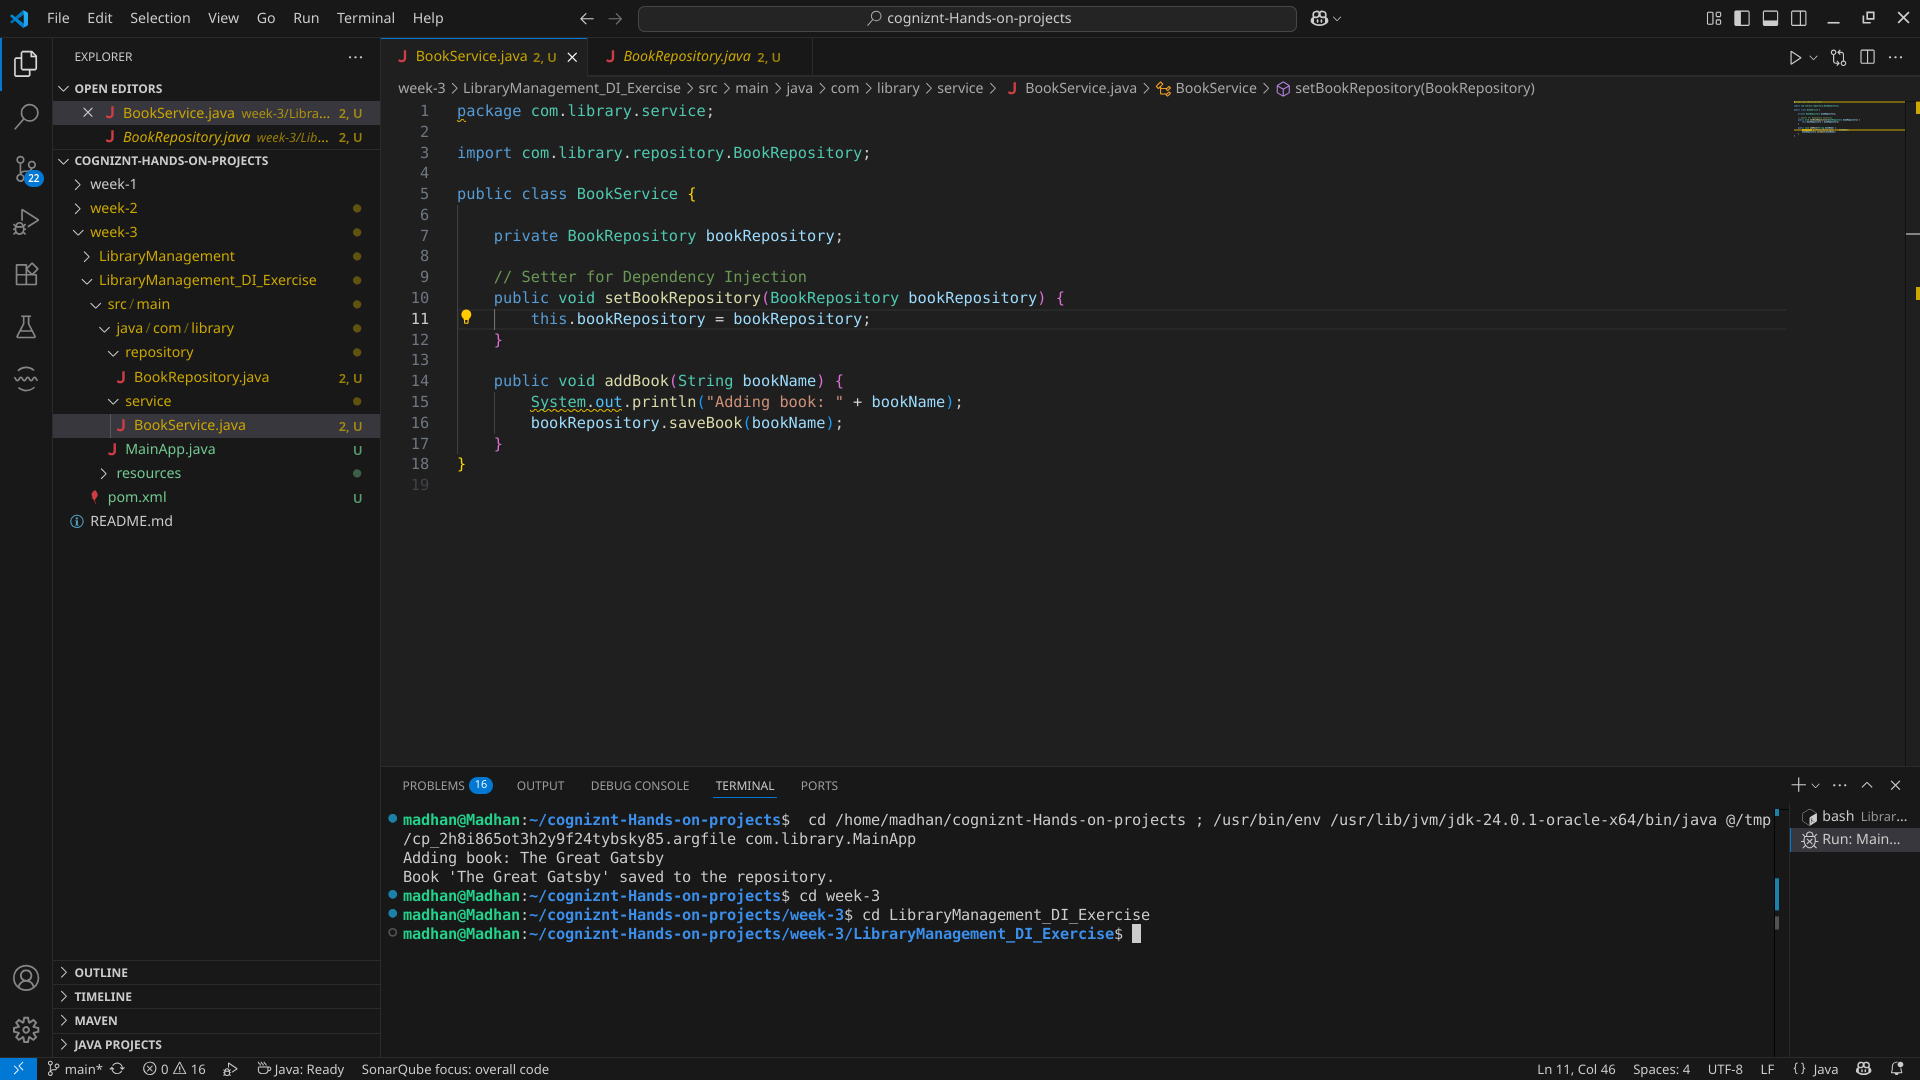 File Edit Selection View Go Run Terminal Help
cogniznt-Hands-on-projects
EXPLORER
OPEN EDITORS
BookService.java week-3/Libra... 2, U
BookRepository.java week-3/Lib... 2, U
COGNIZNT-HANDS-ON-PROJECTS
week-1
week-2
week-3
LibraryManagement
LibraryManagement_DI_Exercise
src / main
java / com / library
repository
BookRepository.java 2, U
service
BookService.java 2, U
MainApp.java U
resources
pom.xml U
README.md
OUTLINE
TIMELINE
MAVEN
JAVA PROJECTS
22
BookService.java 2, U
BookRepository.java 2, U
week-3 > LibraryManagement_DI_Exercise > src > main > java > com > library > service > BookService.java > BookService > setBookRepository(BookRepository)
1 package com.library.service;
2
3 import com.library.repository.BookRepository;
4
5 public class BookService {
6
7 private BookRepository bookRepository;
8
9 // Setter for Dependency Injection
10 public void setBookRepository(BookRepository bookRepository) {
11 this.bookRepository = bookRepository;
12 }
13
14 public void addBook(String bookName) {
15 System.out.println("Adding book: " + bookName);
16 bookRepository.saveBook(bookName);
17 }
18 }
19
PROBLEMS 16 OUTPUT DEBUG CONSOLE TERMINAL PORTS
madhan@Madhan:~/cogniznt-Hands-on-projects$ cd /home/madhan/cogniznt-Hands-on-projects ; /usr/bin/env /usr/lib/jvm/jdk-24.0.1-oracle-x64/bin/java @/tmp
/cp_2h8i865ot3h2y9f24tybsky85.argfile com.library.MainApp
Adding book: The Great Gatsby
Book 'The Great Gatsby' saved to the repository.
madhan@Madhan:~/cogniznt-Hands-on-projects$ cd week-3
madhan@Madhan:~/cogniznt-Hands-on-projects/week-3$ cd LibraryManagement_DI_Exercise
madhan@Madhan:~/cogniznt-Hands-on-projects/week-3/LibraryManagement_DI_Exercise$
bash Librar...
Run: Main...
main* 0 16 Java: Ready SonarQube focus: overall code
Ln 11, Col 46 Spaces: 4 UTF-8 LF {} Java